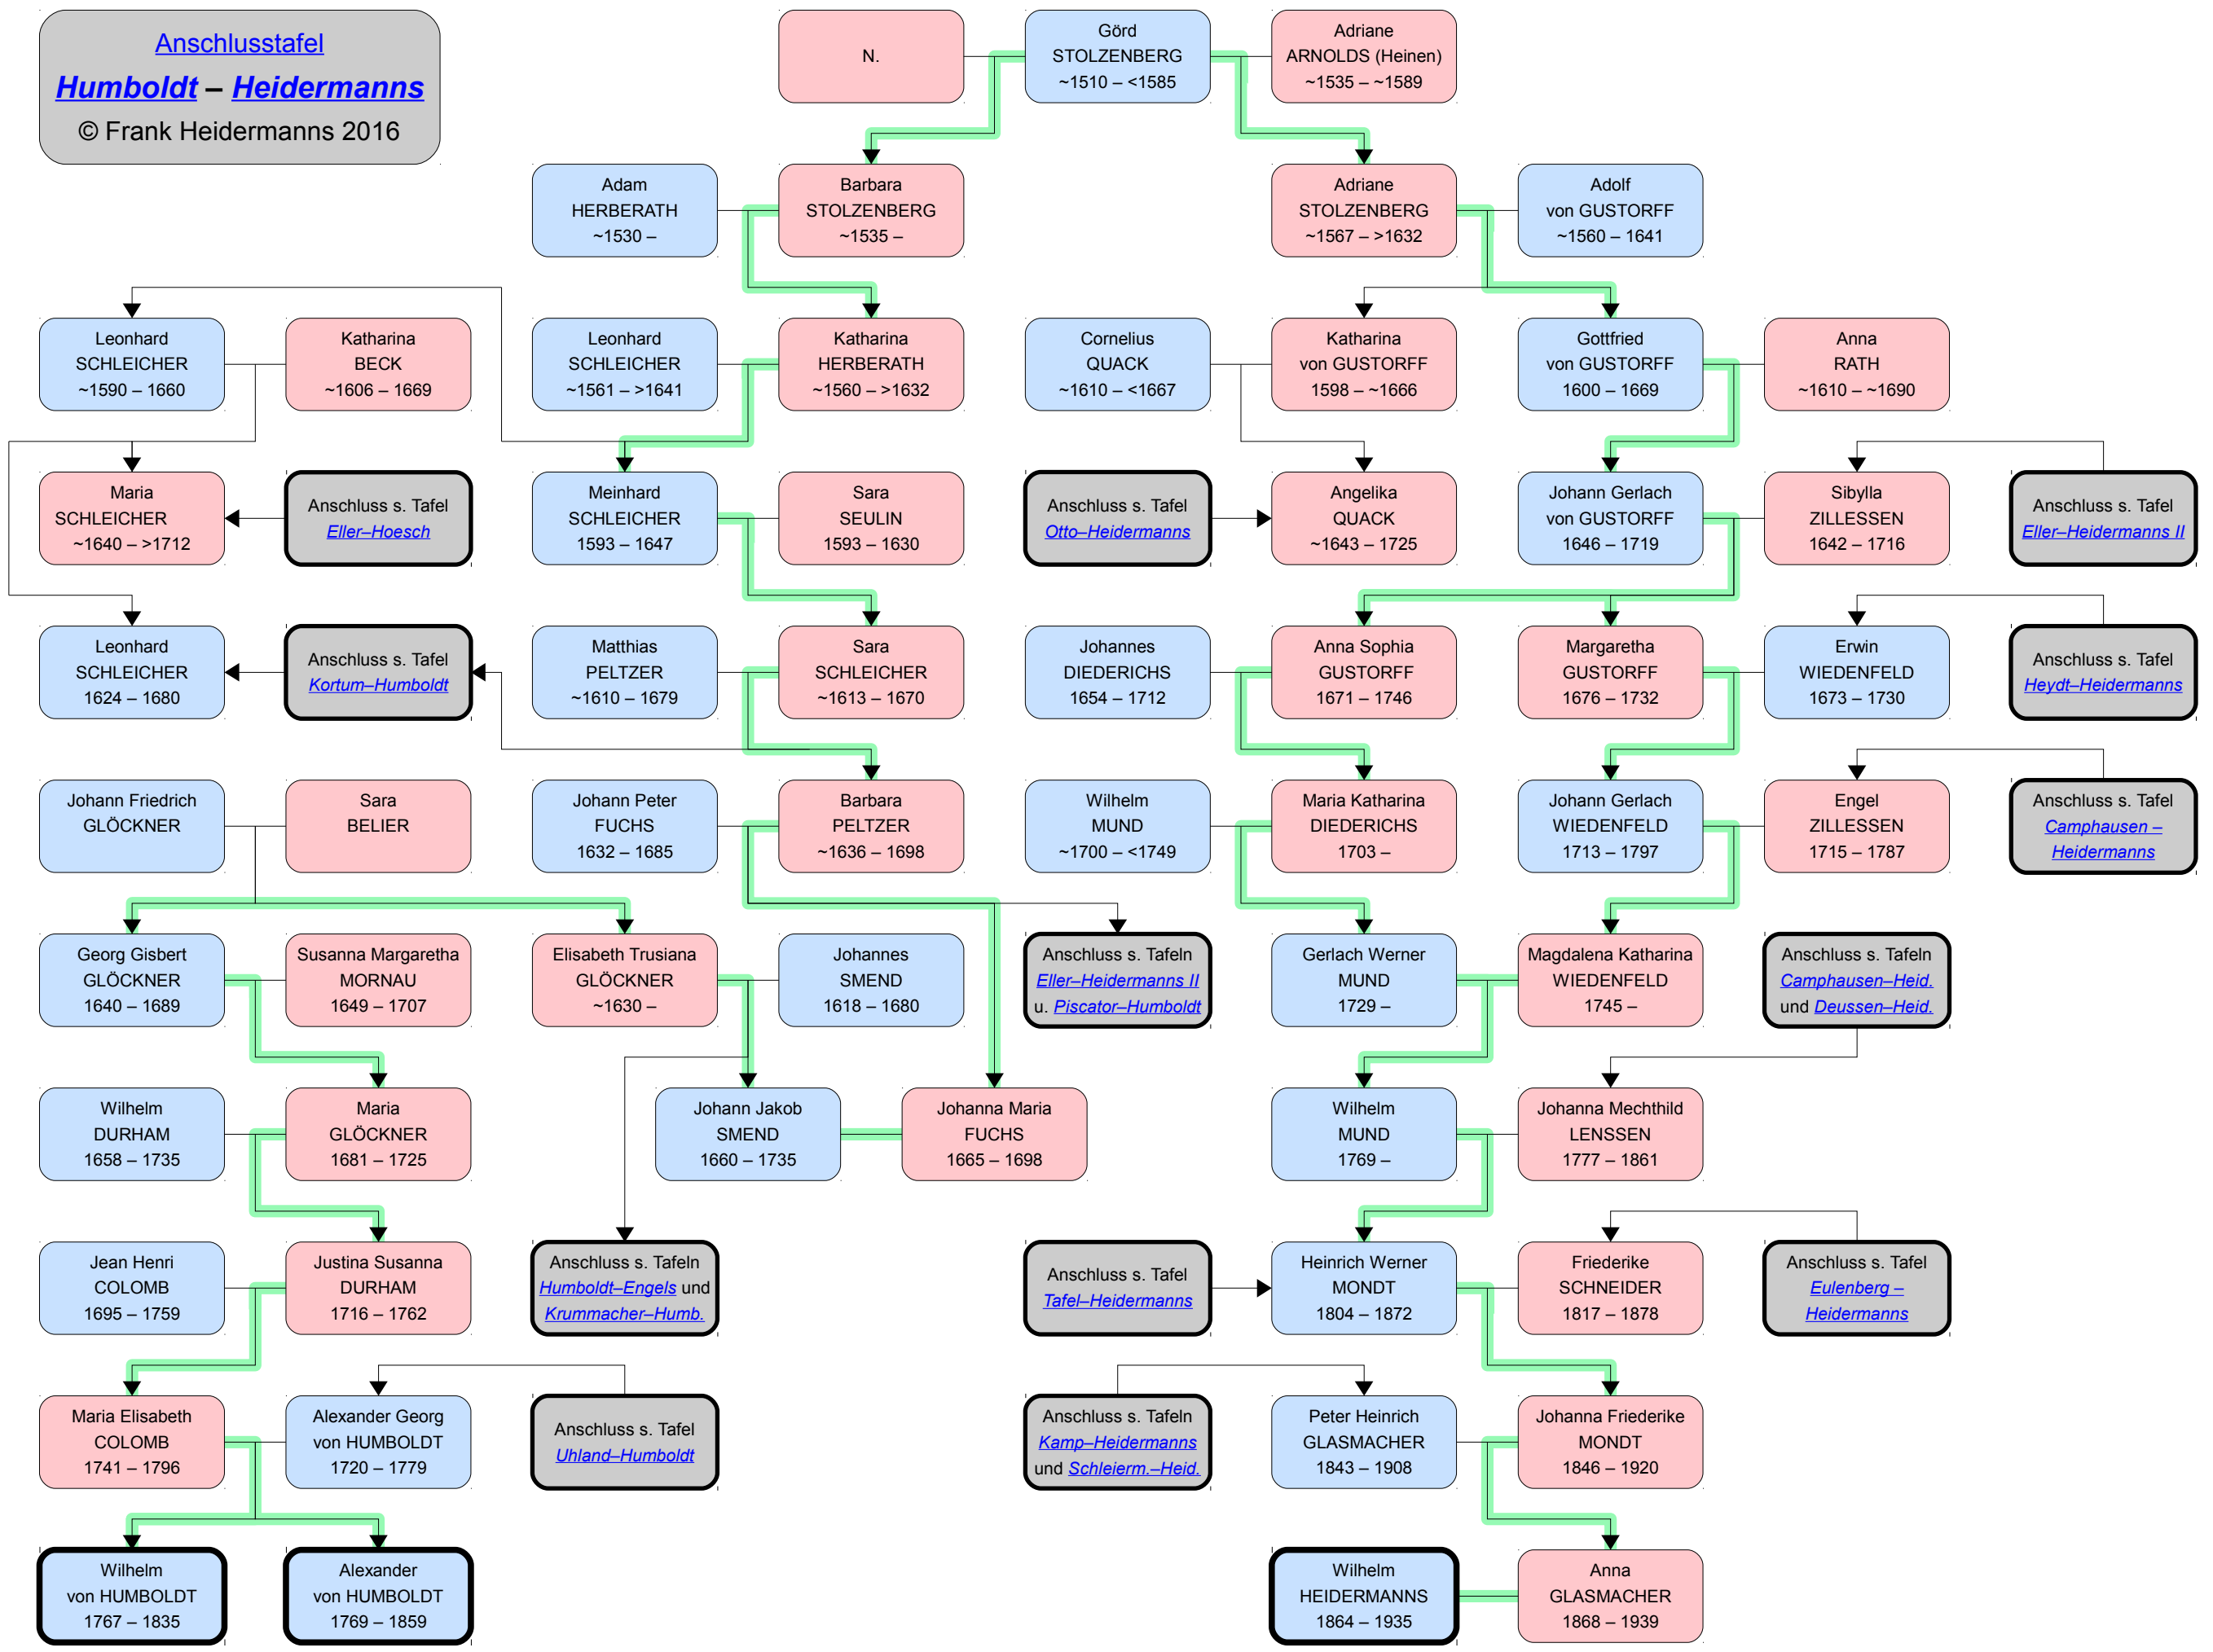 Anschlusstafel
Humboldt – Heidermanns
© Frank Heidermanns 2016
N.
Görd
STOLZENBERG
~1510 – <1585
Adriane
ARNOLDS (Heinen)
~1535 – ~1589
Adam
HERBERATH
~1530 –
Barbara
STOLZENBERG
~1535 –
Adriane
STOLZENBERG
~1567 – >1632
Adolf
von GUSTORFF
~1560 – 1641
Leonhard
SCHLEICHER
~1590 – 1660
Katharina
BECK
~1606 – 1669
Leonhard
SCHLEICHER
~1561 – >1641
Katharina
HERBERATH
~1560 – >1632
Cornelius
QUACK
~1610 – <1667
Katharina
von GUSTORFF
1598 – ~1666
Gottfried
von GUSTORFF
1600 – 1669
Anna
RATH
~1610 – ~1690
Maria
SCHLEICHER
~1640 – >1712
Anschluss s. Tafel
Eller–Hoesch
Meinhard
SCHLEICHER
1593 – 1647
Sara
SEULIN
1593 – 1630
Anschluss s. Tafel
Otto–Heidermanns
Angelika
QUACK
~1643 – 1725
Johann Gerlach
von GUSTORFF
1646 – 1719
Sibylla
ZILLESSEN
1642 – 1716
Anschluss s. Tafel
Eller–Heidermanns II
Leonhard
SCHLEICHER
1624 – 1680
Anschluss s. Tafel
Kortum–Humboldt
Matthias
PELTZER
~1610 – 1679
Sara
SCHLEICHER
~1613 – 1670
Johannes
DIEDERICHS
1654 – 1712
Anna Sophia
GUSTORFF
1671 – 1746
Margaretha
GUSTORFF
1676 – 1732
Erwin
WIEDENFELD
1673 – 1730
Anschluss s. Tafel
Heydt–Heidermanns
Johann Friedrich
GLÖCKNER
Sara
BELIER
Johann Peter
FUCHS
1632 – 1685
Barbara
PELTZER
~1636 – 1698
Wilhelm
MUND
~1700 – <1749
Maria Katharina
DIEDERICHS
1703 –
Johann Gerlach
WIEDENFELD
1713 – 1797
Engel
ZILLESSEN
1715 – 1787
Anschluss s. Tafel
Camphausen –
Heidermanns
Georg Gisbert
GLÖCKNER
1640 – 1689
Susanna Margaretha
MORNAU
1649 – 1707
Elisabeth Trusiana
GLÖCKNER
~1630 –
Johannes
SMEND
1618 – 1680
Anschluss s. Tafeln
Eller–Heidermanns II
u. Piscator–Humboldt
Gerlach Werner
MUND
1729 –
Magdalena Katharina
WIEDENFELD
1745 –
Anschluss s. Tafeln
Camphausen–Heid.
und Deussen–Heid.
Wilhelm
DURHAM
1658 – 1735
Maria
GLÖCKNER
1681 – 1725
Johann Jakob
SMEND
1660 – 1735
Johanna Maria
FUCHS
1665 – 1698
Wilhelm
MUND
1769 –
Johanna Mechthild
LENSSEN
1777 – 1861
Jean Henri
COLOMB
1695 – 1759
Justina Susanna
DURHAM
1716 – 1762
Anschluss s. Tafeln
Humboldt–Engels und
Krummacher–Humb.
Anschluss s. Tafel
Tafel–Heidermanns
Heinrich Werner
MONDT
1804 – 1872
Friederike
SCHNEIDER
1817 – 1878
Anschluss s. Tafel
Eulenberg –
Heidermanns
Maria Elisabeth
COLOMB
1741 – 1796
Alexander Georg
von HUMBOLDT
1720 – 1779
Anschluss s. Tafel
Uhland–Humboldt
Anschluss s. Tafeln
Kamp–Heidermanns
und Schleierm.–Heid.
Peter Heinrich
GLASMACHER
1843 – 1908
Johanna Friederike
MONDT
1846 – 1920
Wilhelm
von HUMBOLDT
1767 – 1835
Alexander
von HUMBOLDT
1769 – 1859
Wilhelm
HEIDERMANNS
1864 – 1935
Anna
GLASMACHER
1868 – 1939